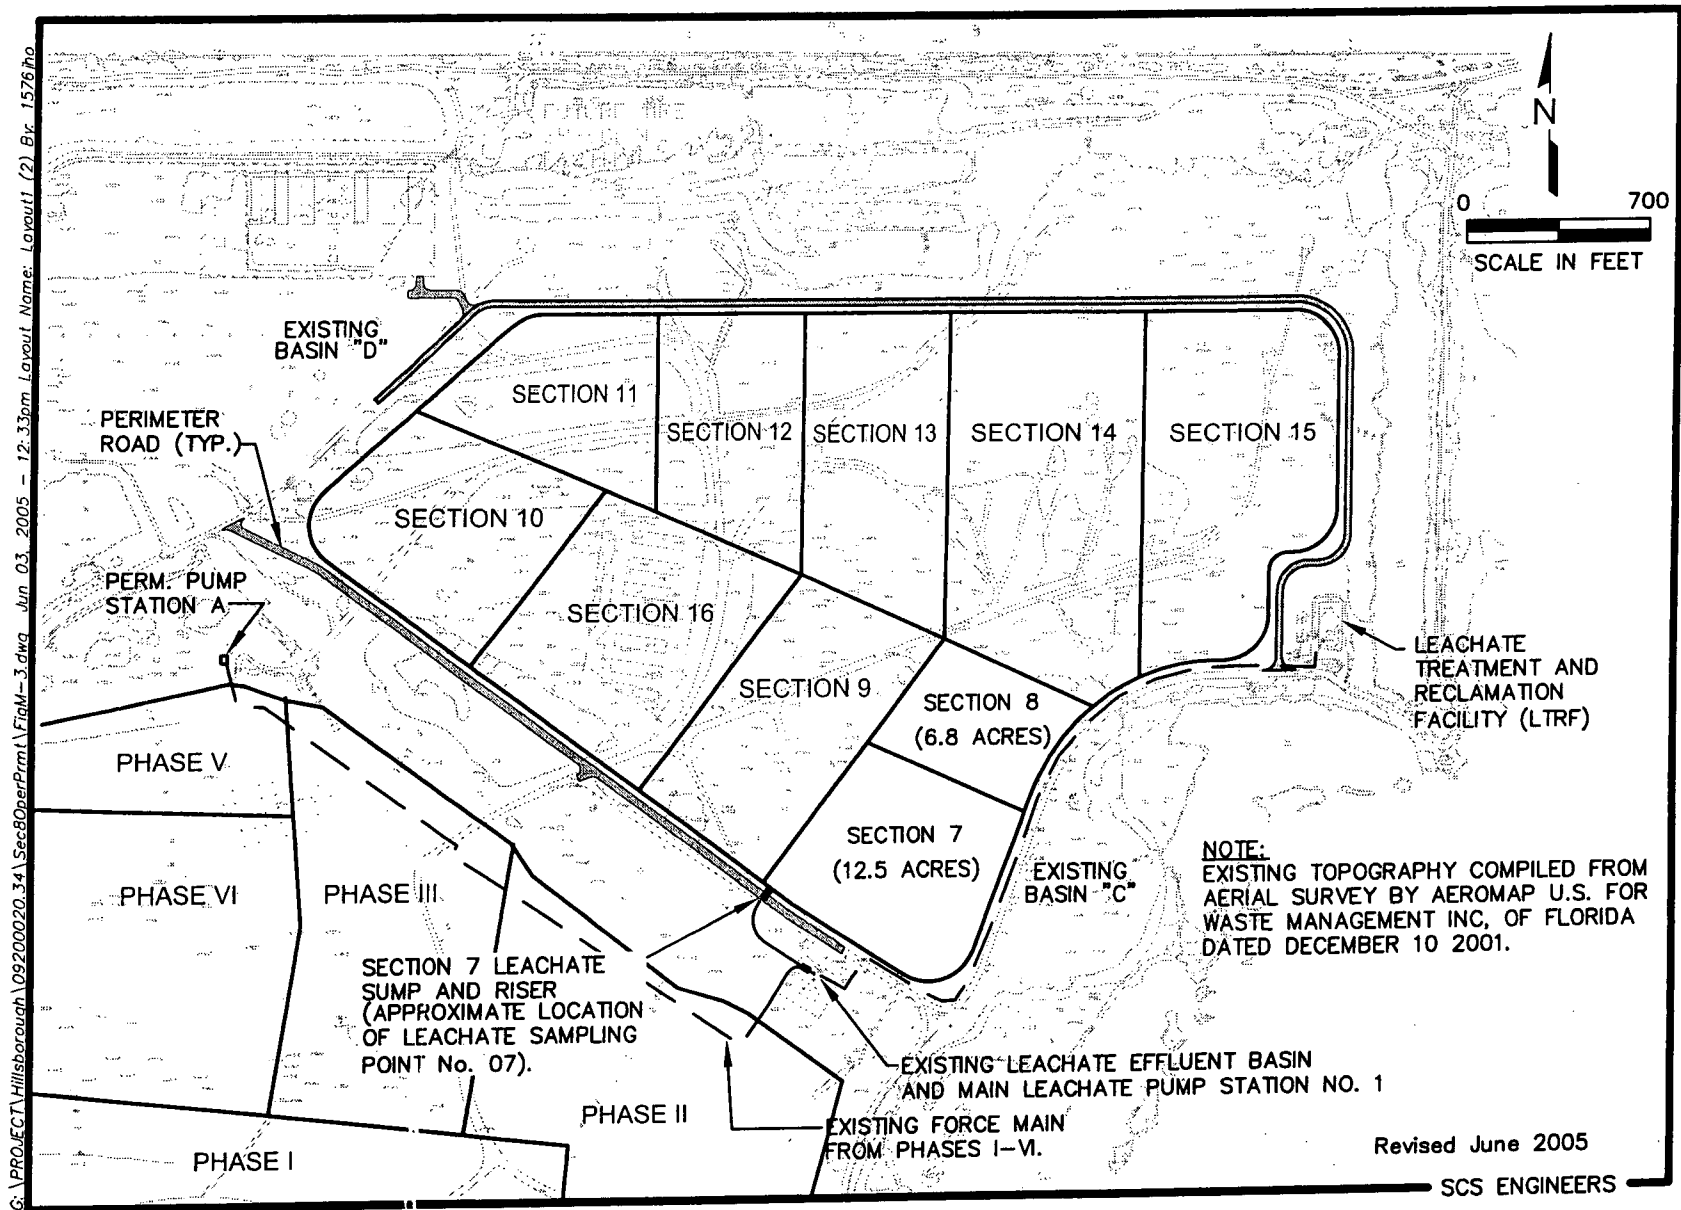 G:\PROJECT\Hillsborough\09200020.34\Sec8OperPrmt\FigM-3.dwg Jun 03, 2005 - 12:33pm Layout Name: Layout1 (2) By: 1576jho
N
0 700
SCALE IN FEET
EXISTING
BASIN "D"
SECTION 11
SECTION 12
SECTION 13
SECTION 14
SECTION 15
PERIMETER
ROAD (TYP.)
SECTION 10
PERM. PUMP
STATION A
SECTION 16
SECTION 9
SECTION 8
(6.8 ACRES)
LEACHATE
TREATMENT AND
RECLAMATION
FACILITY (LTRF)
PHASE V
SECTION 7
(12.5 ACRES)
EXISTING
BASIN "C"
NOTE:
EXISTING TOPOGRAPHY COMPILED FROM
AERIAL SURVEY BY AEROMAP U.S. FOR
WASTE MANAGEMENT INC, OF FLORIDA
DATED DECEMBER 10 2001.
PHASE VI
PHASE III
SECTION 7 LEACHATE
SUMP AND RISER
(APPROXIMATE LOCATION
OF LEACHATE SAMPLING
POINT No. 07).
EXISTING LEACHATE EFFLUENT BASIN
AND MAIN LEACHATE PUMP STATION NO. 1
PHASE II
EXISTING FORCE MAIN
FROM PHASES I-VI.
PHASE I
Revised June 2005
SCS ENGINEERS